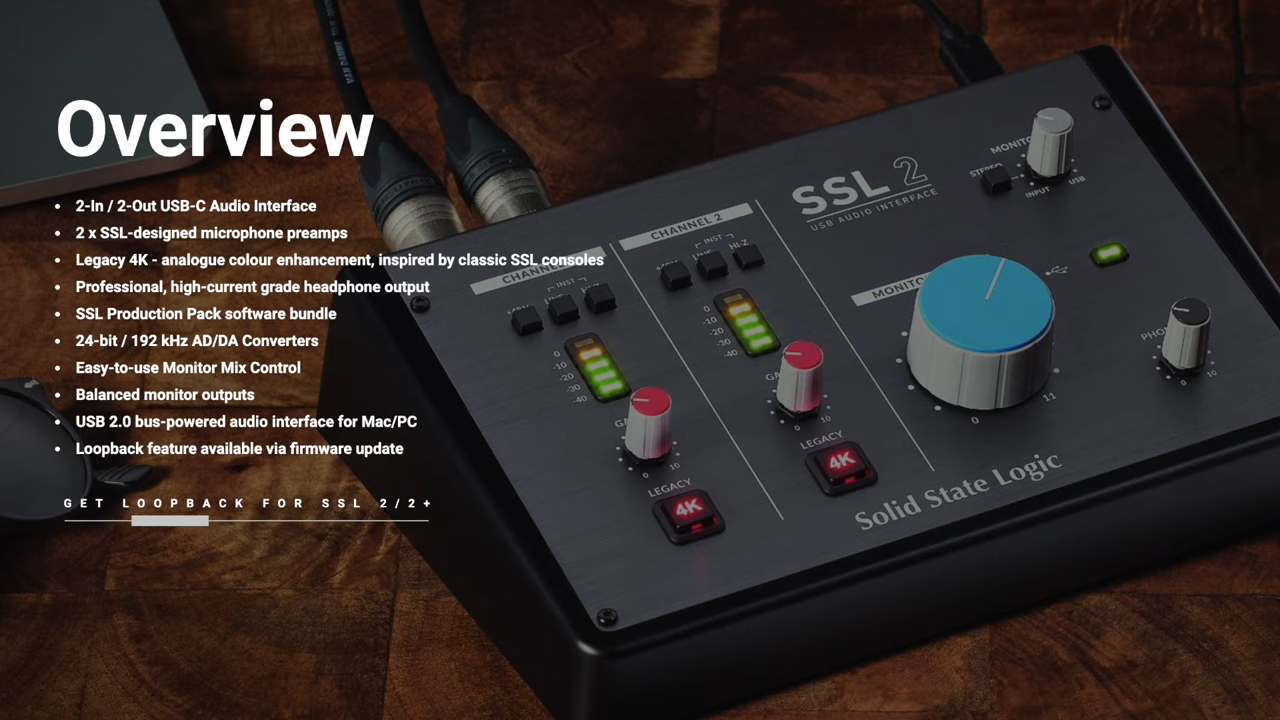 Overview
• 2-In / 2-Out USB-C Audio Interface
• 2 x SSL-designed microphone preamps
• Legacy 4K - analogue colour enhancement, inspired by classic SSL consoles
• Professional, high-current grade headphone output
• SSL Production Pack software bundle
• 24-bit / 192 kHz AD/DA Converters
• Easy-to-use Monitor Mix Control
• Balanced monitor outputs
• USB 2.0 bus-powered audio interface for Mac/PC
• Loopback feature available via firmware update
GET LOOPBACK FOR SSL 2/2+
SSL 2
USB AUDIO INTERFACE
STEREO
INPUT
USB
CHANNEL 2
INST
HI-Z
0
-10
-20
-30
-40
0 10
LEGACY
4K
INST
0
-10
-20
-30
-40
0 10
LEGACY
4K
0 11
0 10
Solid State Logic